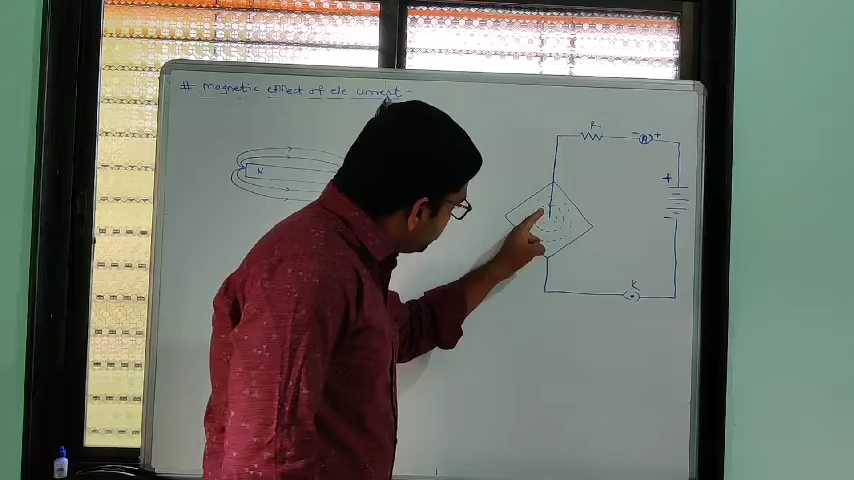 # magnetic effect of ele current -
R
- A +
+
N
K